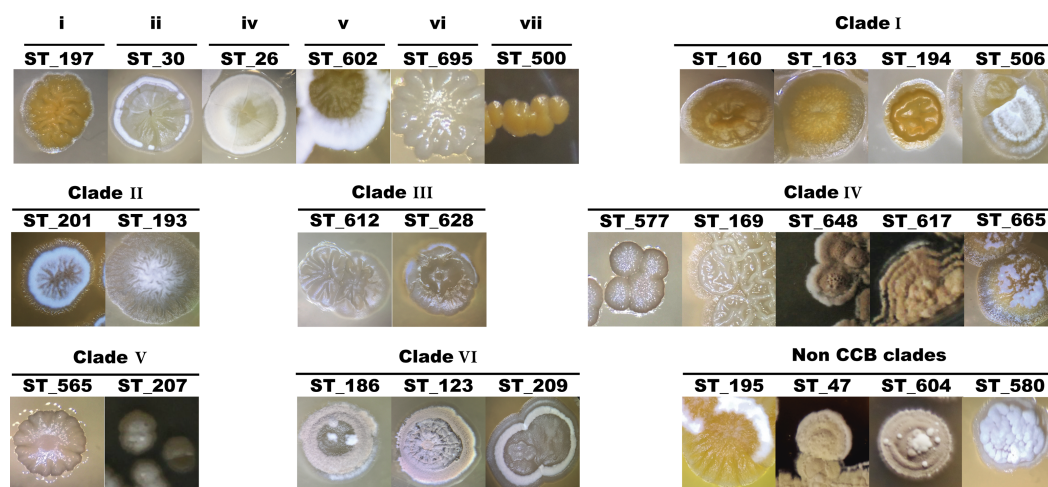 i ii iv v vi vii Clade I
ST_197 ST_30 ST_26 ST_602 ST_695 ST_500 ST_160 ST_163 ST_194 ST_506
Clade II Clade III Clade IV
ST_201 ST_193 ST_612 ST_628 ST_577 ST_169 ST_648 ST_617 ST_665
Clade V Clade VI Non CCB clades
ST_565 ST_207 ST_186 ST_123 ST_209 ST_195 ST_47 ST_604 ST_580